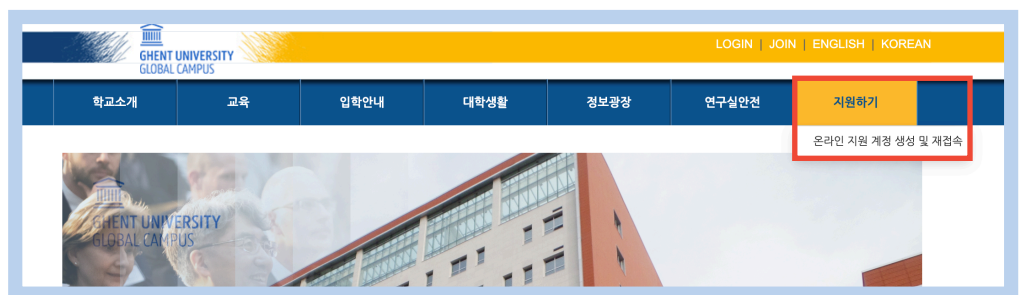 GHENT UNIVERSITY
GLOBAL CAMPUS
LOGIN | JOIN | ENGLISH | KOREAN
학교소개 교육 입학안내 대학생활 정보광장 연구실안전 지원하기
온라인 지원 계정 생성 및 재접속
GHENT UNIVERSITY
GLOBAL CAMPUS